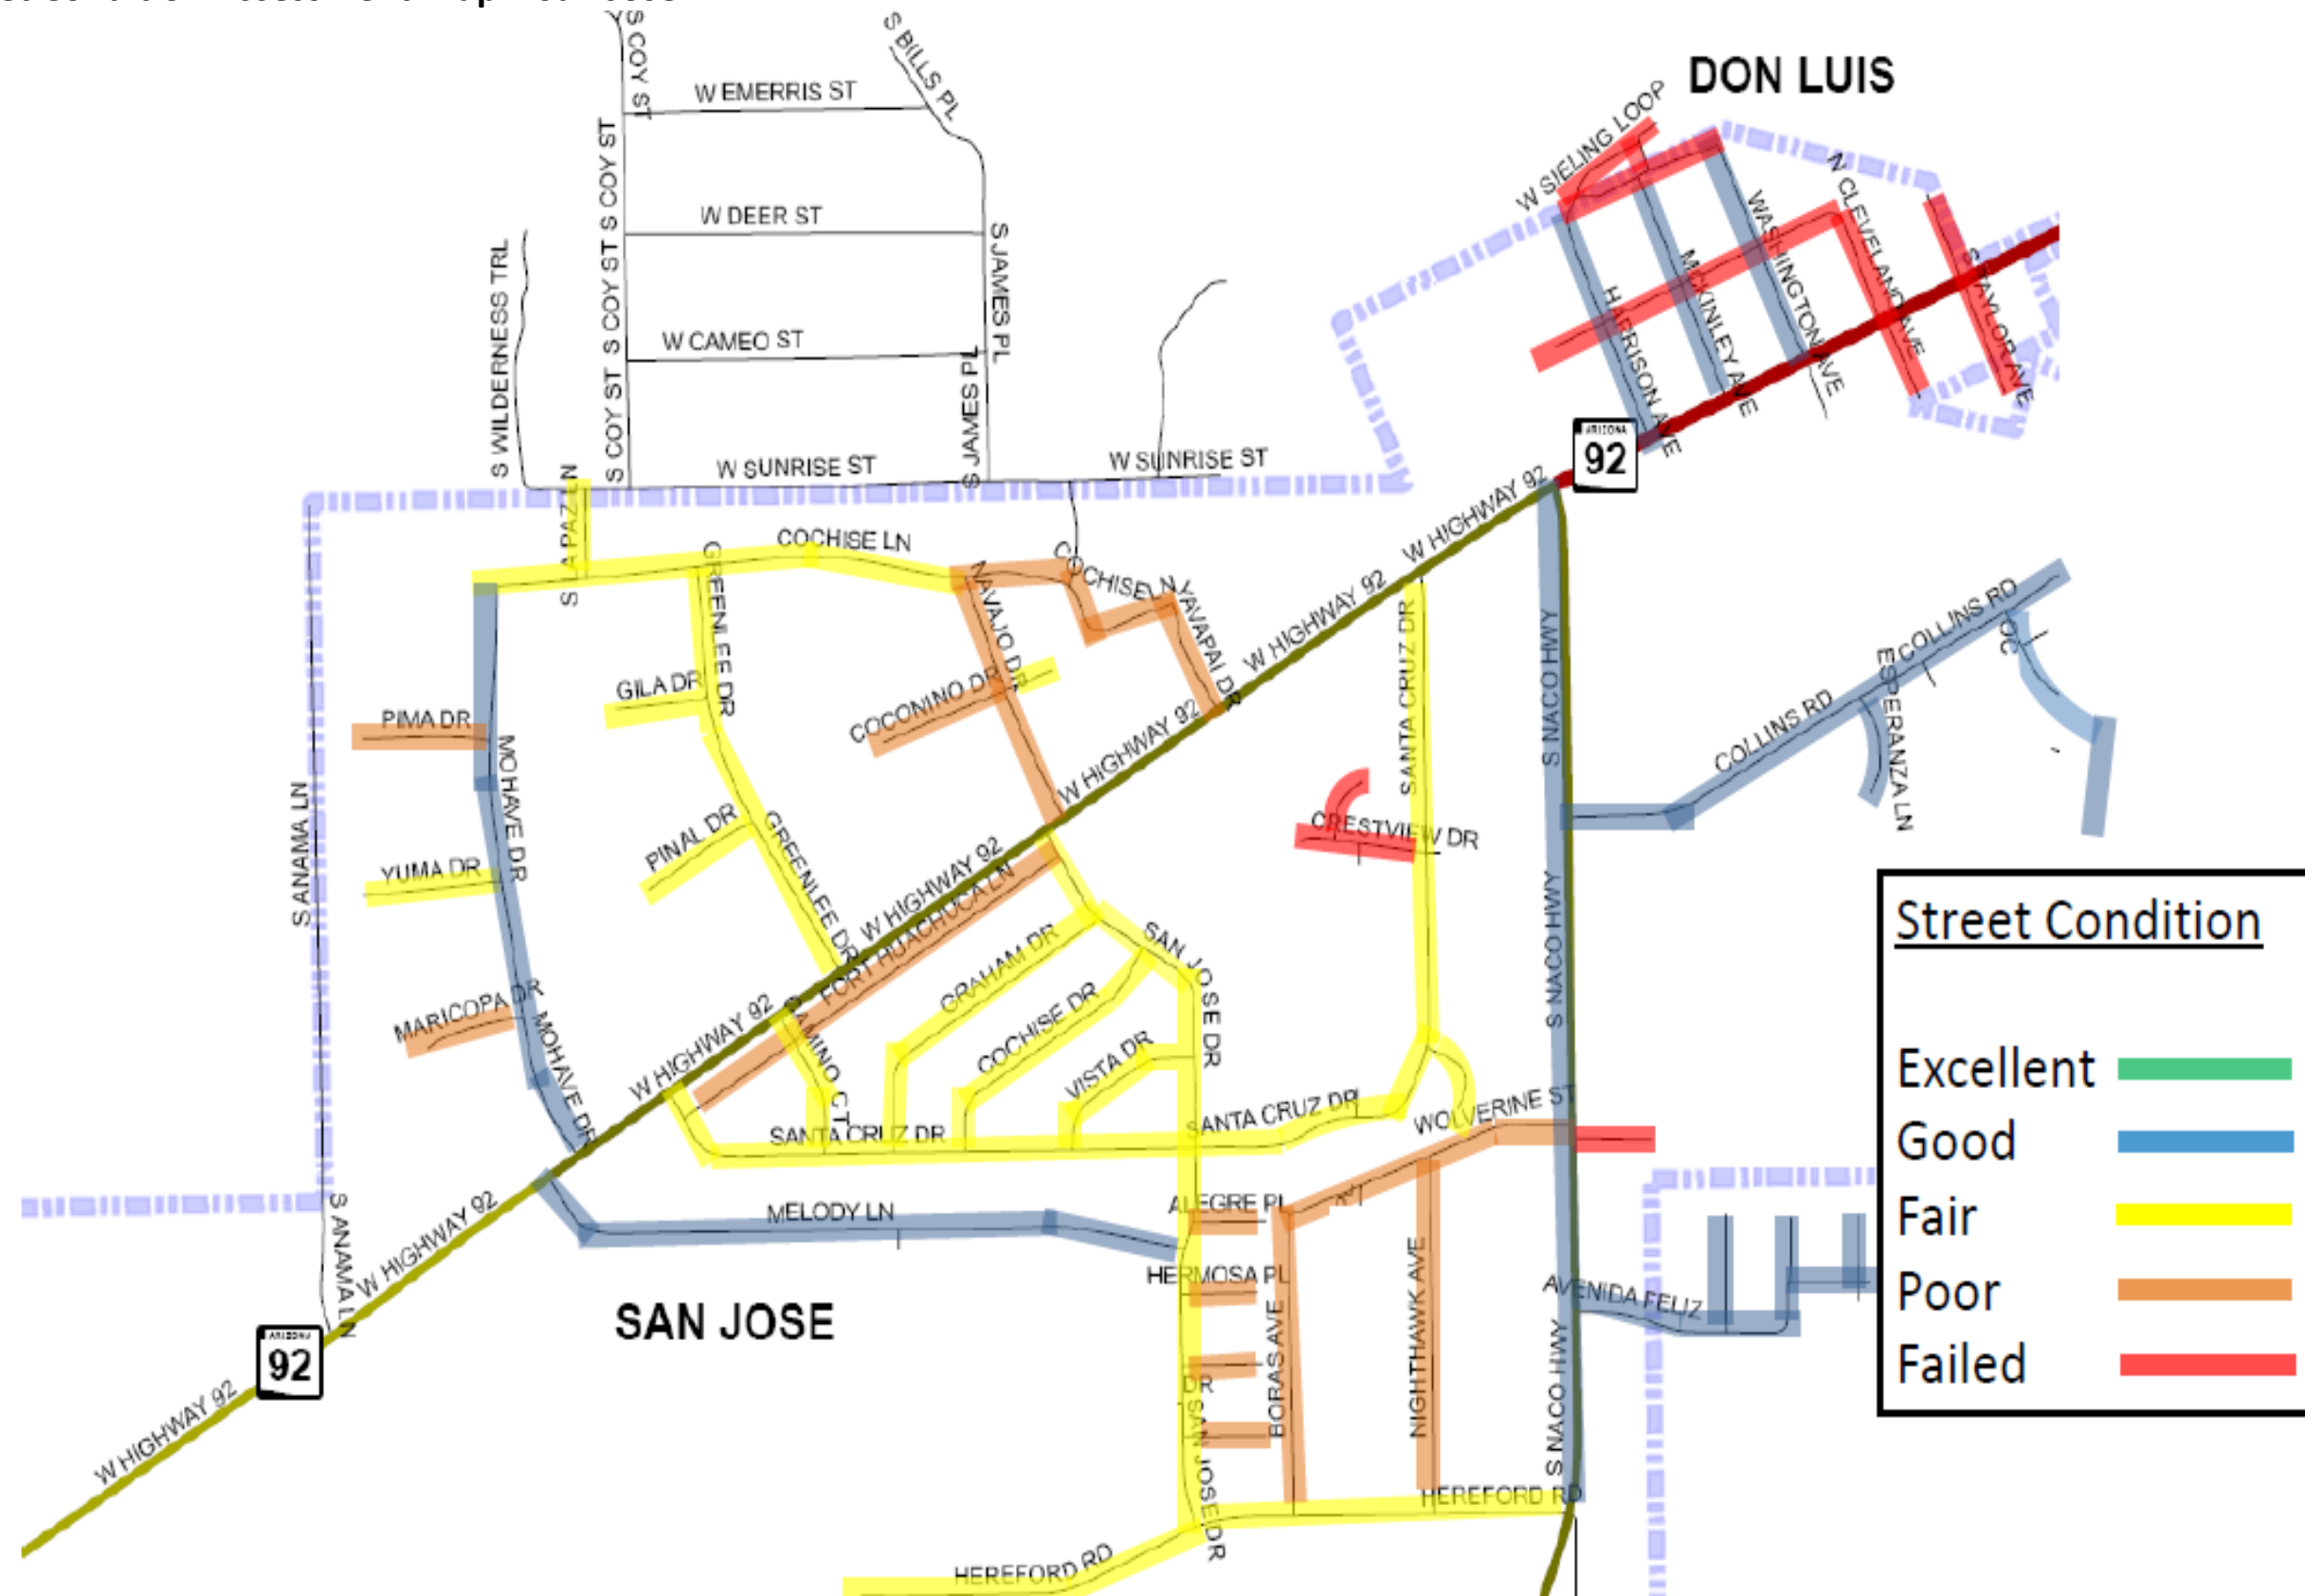 S COY ST
S BILLS PL
DON LUIS
W EMERRIS ST
W SIELING LOOP
S COY ST
W DEER ST
N CLEVELAND AVE
WASHINGTON AVE
S JAMES PL
S WILDERNESS TRL
S COY ST
MCKINLEY AVE
S TAYLOR AVE
HARRISON AVE
W CAMEO ST
S JAMES PL
S COY ST
ARIZONA
92
W SUNRISE ST
W SUNRISE ST
W HIGHWAY 92
S LA PAZ LN
COCHISE LN
COCHISE LN
GREENLEE DR
NAVAJO DR
YAVAPAI DR
W HIGHWAY 92
SANTA CRUZ DR
S NACO HWY
COLLINS RD
GILA DR
COCONINO DR
ESPERANZA LN
PIMA DR
W HIGHWAY 92
COLLINS RD
MOHAVE DR
S ANAMA LN
PINAL DR
GREENLEE DR
CRESTVIEW DR
YUMA DR
W HIGHWAY 92
FORT HUACHUCA LN
S NACO HWY
Street Condition
GRAHAM DR
SAN JOSE DR
MARICOPA DR
MOHAVE DR
W HIGHWAY 92
CAMINO CT
COCHISE DR
VISTA DR
Excellent
SANTA CRUZ DR
SANTA CRUZ DR
WOLVERINE ST
Good
MELODY LN
ALEGRE PL
Fair
S ANAMA LN
W HIGHWAY 92
HERMOSA PL
AVENIDA FELIZ
Poor
SAN JOSE
BORAS AVE
NIGHTHAWK AVE
S NACO HWY
ARIZONA
92
Failed
DR
SAN JOSE DR
W HIGHWAY 92
HEREFORD RD
HEREFORD RD